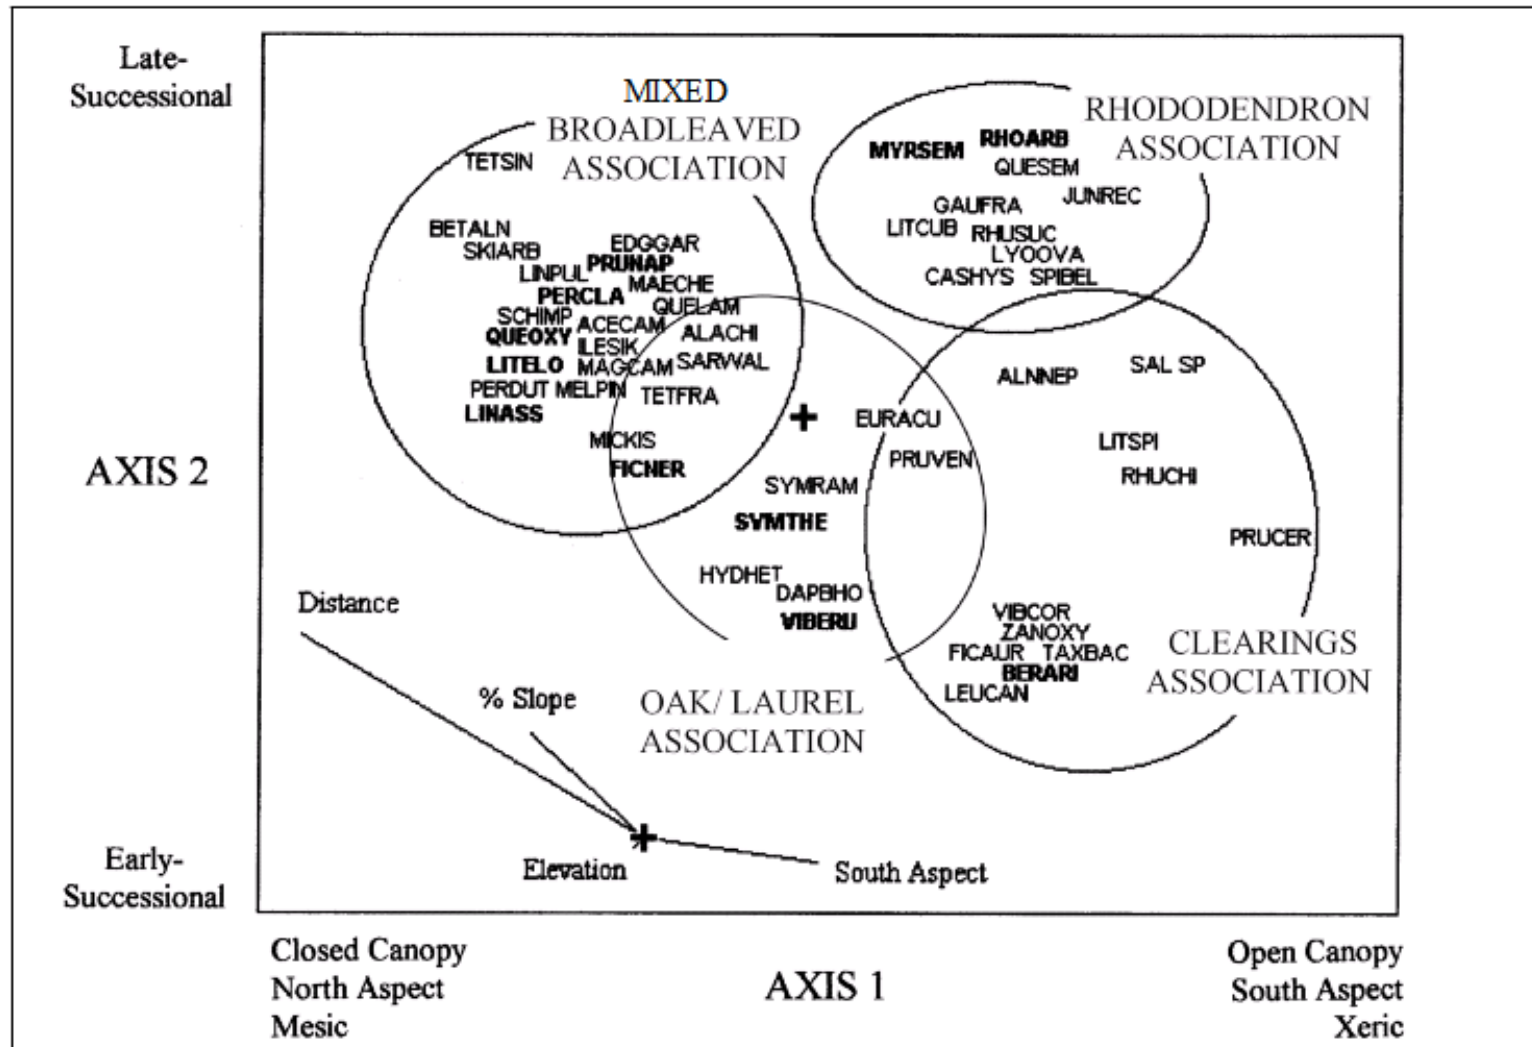 Late-
Successional
MIXED
BROADLEAVED
ASSOCIATION
RHODODENDRON
ASSOCIATION
TETSIN
MYRSEM
RHOARB
QUESEM
JUNREC
GAUFRA
LITCUB
RHUSUC
LYOOVA
CASHYS SPIBEL
BETALN
SKIARB
EDGGAR
PRUNAP
LINPUL
MAECHE
PERCLA
QUELAM
SCHIMP
ACECAM
ALACHI
QUEOXY
ILESIK
LITELO
MAGCAM
SARWAL
PERDUT MELPIN
TETFRA
LINASS
MICKIS
FICNER
ALNNEP
SAL SP
EURACU
PRUVEN
LITSPI
RHUCHI
SYMRAM
SYMTHE
PRUCER
HYDHET
DAPBHO
VIBERU
VIBCOR
ZANOXY
FICAUR TAXBAC
BERARI
LEUCAN
CLEARINGS
ASSOCIATION
OAK/ LAUREL
ASSOCIATION
AXIS 2
Distance
% Slope
Elevation
South Aspect
Early-
Successional
Closed Canopy
North Aspect
Mesic
AXIS 1
Open Canopy
South Aspect
Xeric